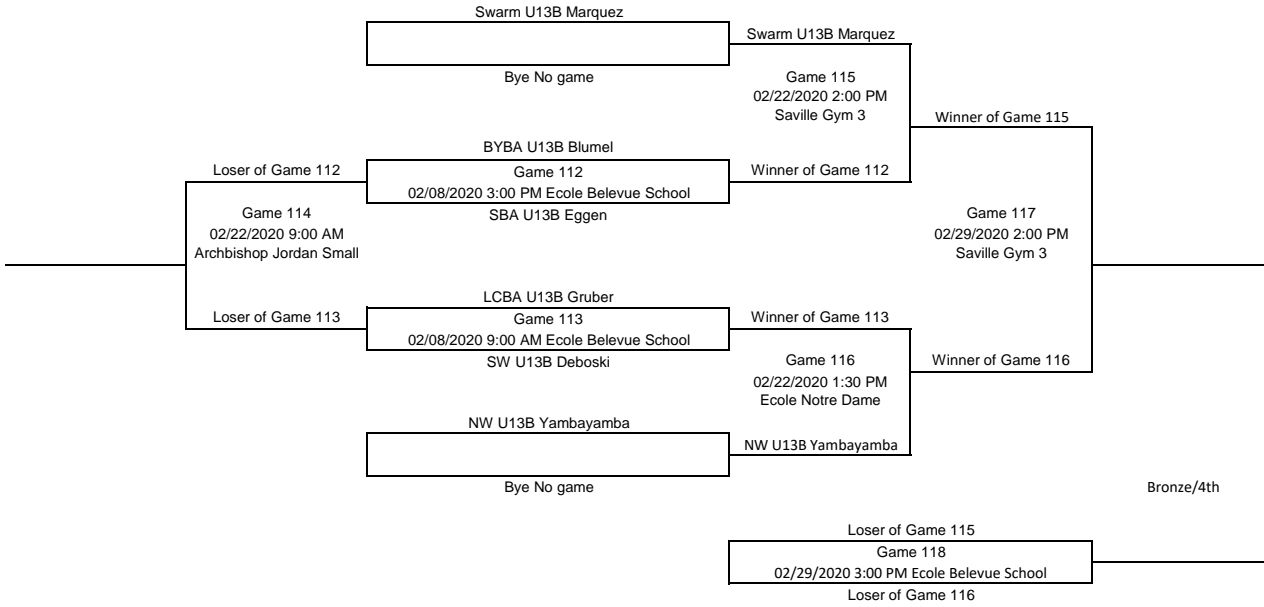 Swarm U13B Marquez
Swarm U13B Marquez
Bye No game
Game 115
02/22/2020 2:00 PM
Saville Gym 3
Winner of Game 115
BYBA U13B Blumel
Loser of Game 112
Game 112
Winner of Game 112
02/08/2020 3:00 PM Ecole Belevue School
SBA U13B Eggen
Game 114
02/22/2020 9:00 AM
Archbishop Jordan Small
Game 117
02/29/2020 2:00 PM
Saville Gym 3
LCBA U13B Gruber
Loser of Game 113
Game 113
Winner of Game 113
02/08/2020 9:00 AM Ecole Belevue School
SW U13B Deboski
Game 116
02/22/2020 1:30 PM
Ecole Notre Dame
Winner of Game 116
NW U13B Yambayamba
NW U13B Yambayamba
Bye No game
Bronze/4th
Loser of Game 115
Game 118
02/29/2020 3:00 PM Ecole Belevue School
Loser of Game 116